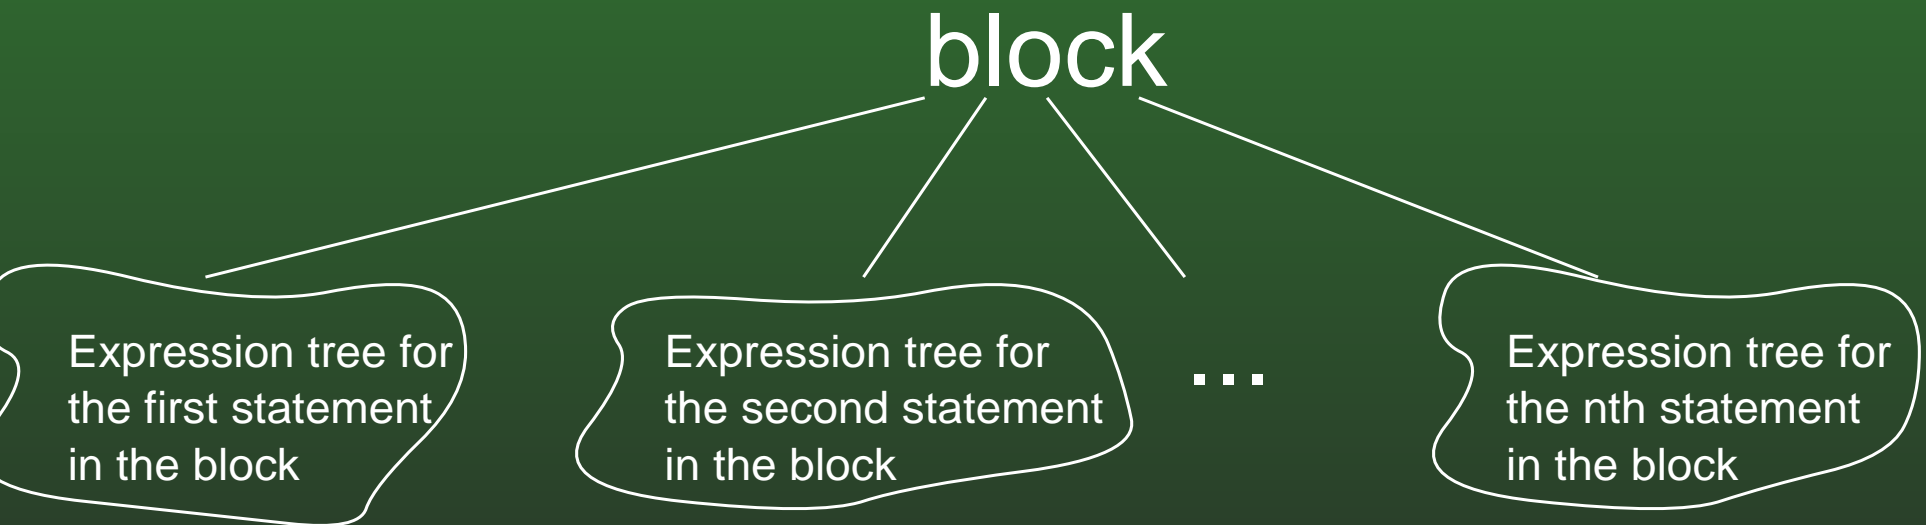 block
Expression tree for
the first statement
in the block
Expression tree for
the second statement
in the block
...
Expression tree for
the nth statement
in the block